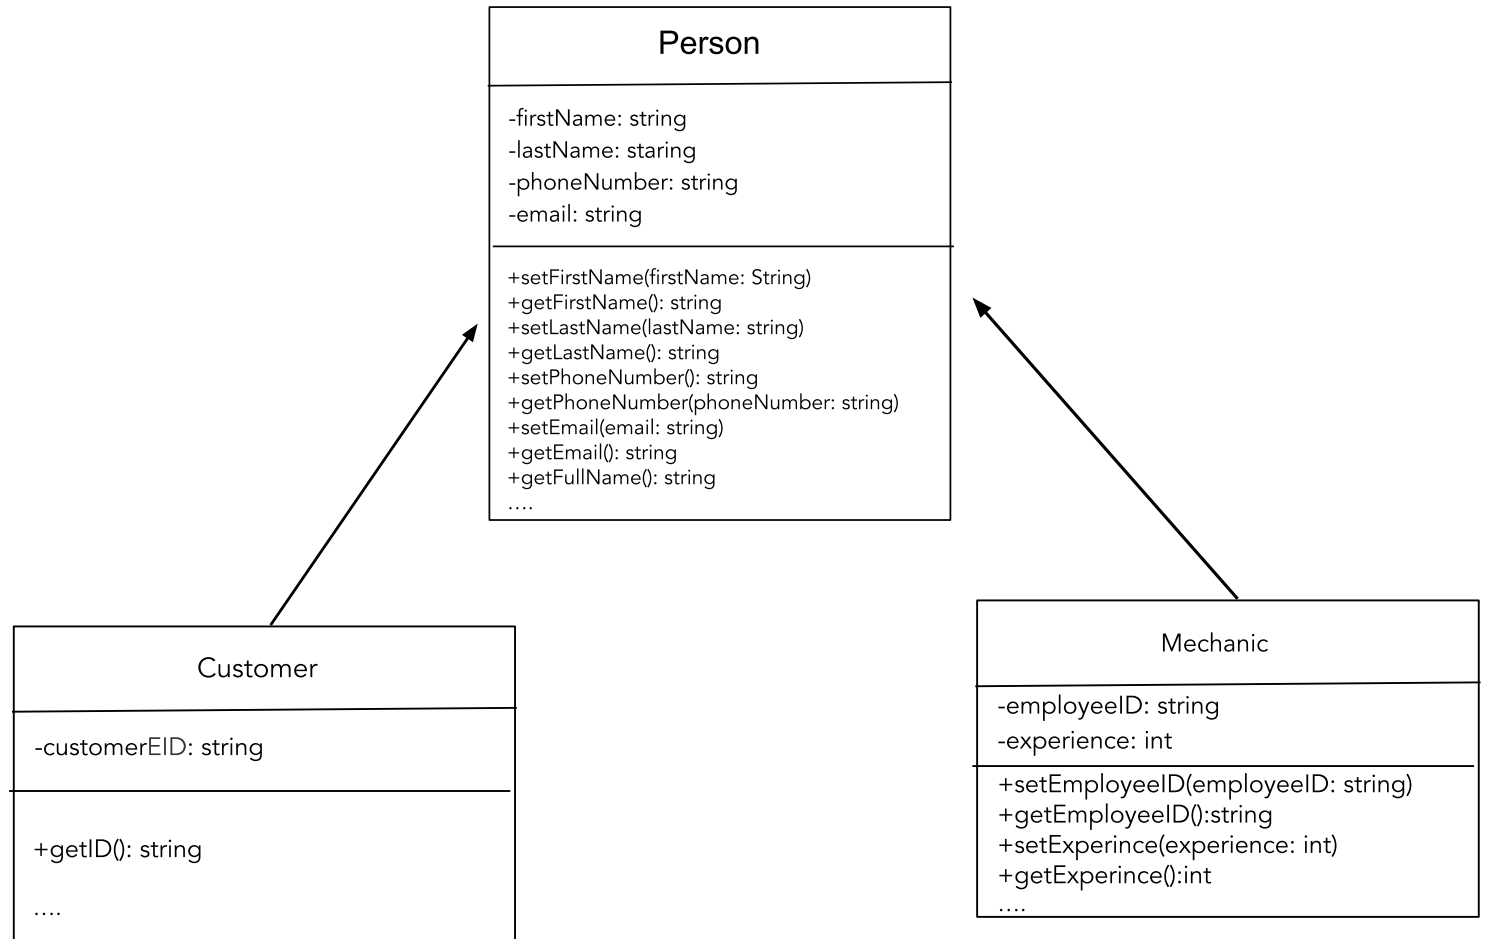 Person
-firstName: string
-lastName: staring
-phoneNumber: string
-email: string
+setFirstName(firstName: String)
+getFirstName(): string
+setLastName(lastName: string)
+getLastName(): string
+setPhoneNumber(): string
+getPhoneNumber(phoneNumber: string)
+setEmail(email: string)
+getEmail(): string
+getFullName(): string
....
Customer
-customerEID: string
+getID(): string
....
Mechanic
-employeeID: string
-experience: int
+setEmployeeID(employeeID: string)
+getEmployeeID():string
+setExperince(experience: int)
+getExperince():int
....